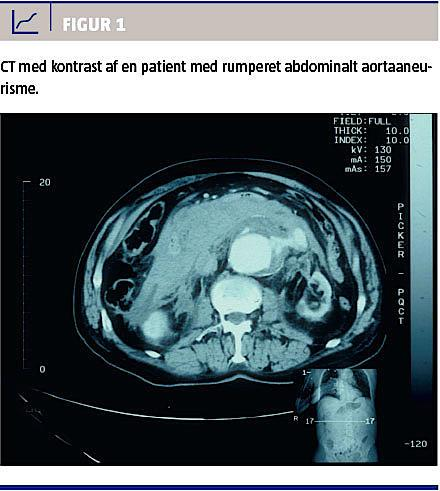 FIGUR 1
CT med kontrast af en patient med rumperet abdominalt aortaaneu-
risme.
FIELD:FULL
THICK: 10.0
INDEX: 10.0
kV: 130
mA: 150
mAs: 157
20
PICKER - PQCT
0
1-
R 17 17
-120